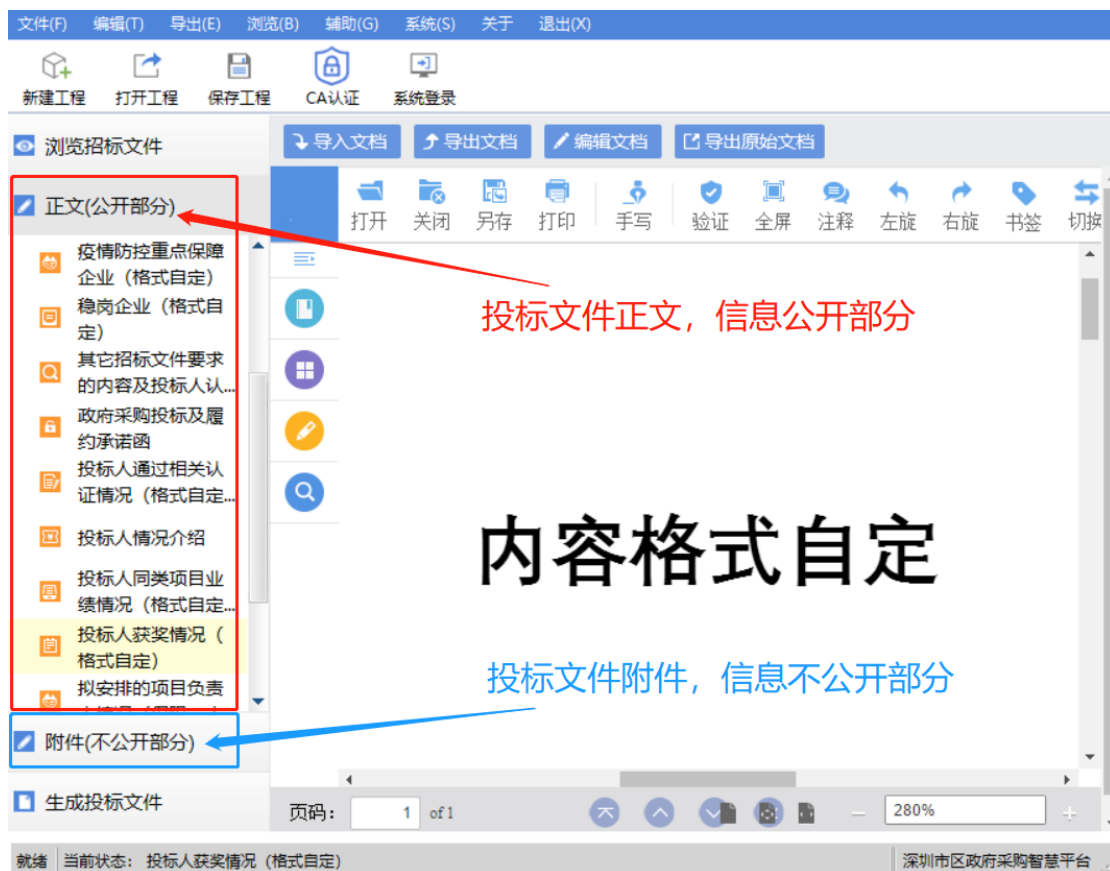 文件(F) 编辑(T) 导出(E) 浏览(B) 辅助(G) 系统(S) 关于 退出(X)
新建工程 打开工程 保存工程 CA认证 系统登录
浏览招标文件
导入文档 导出文档 编辑文档 导出原始文档
正文(公开部分)
打开 关闭 另存 打印 手写 验证 全屏 注释 左旋 右旋 书签 切换
疫情防控重点保障
企业（格式自定）
稳岗企业（格式自
定）
其它招标文件要求
的内容及投标人认...
政府采购投标及履
约承诺函
投标人通过相关认
证情况（格式自定...
投标人情况介绍
投标人同类项目业
绩情况（格式自定...
投标人获奖情况（
格式自定）
拟安排的项目负责
投标文件正文，信息公开部分
内容格式自定
投标文件附件，信息不公开部分
附件(不公开部分)
生成投标文件
页码： 1 of 1 280%
就绪 当前状态： 投标人获奖情况（格式自定） 深圳市区政府采购智慧平台